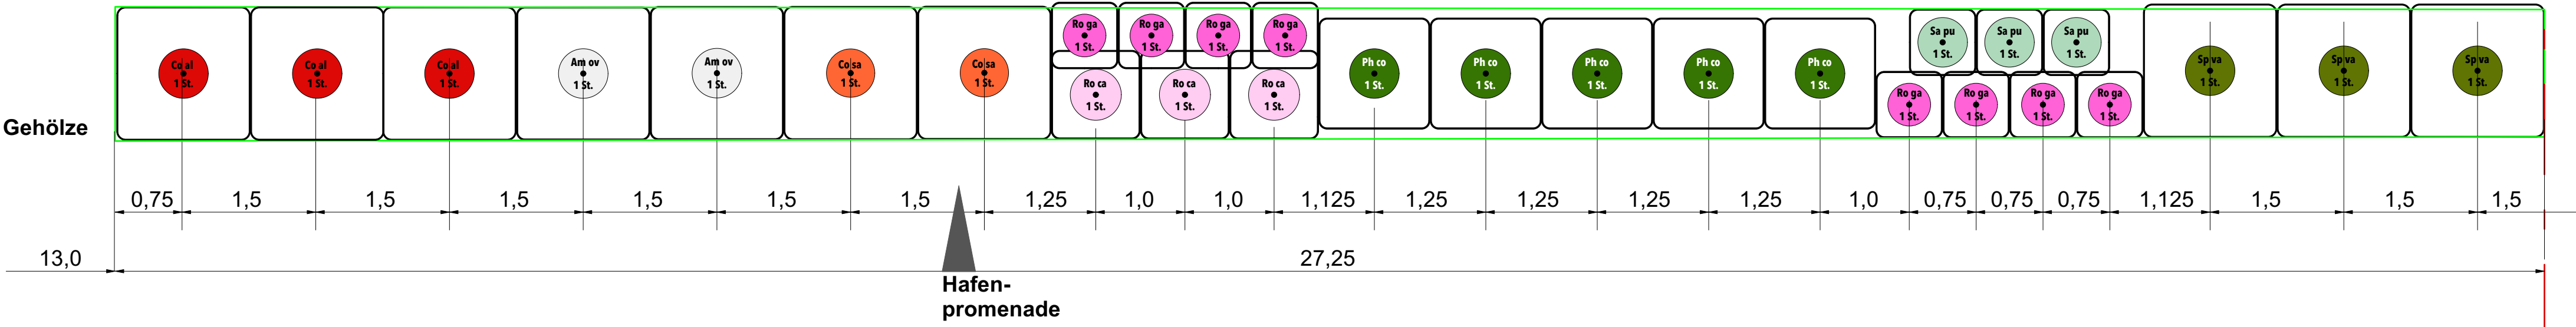 Ro ga Ro ga Ro ga Ro ga
1 St. 1 St. 1 St. 1 St.
Sa pu Sa pu Sa pu
1 St. 1 St. 1 St.
Co al Co al Co al Am ov Am ov Co sa Co sa Ph co Ph co Ph co Ph co Ph co Sp va Sp va Sp va
1 St. 1 St. 1 St. 1 St. 1 St. 1 St. 1 St. 1 St. 1 St. 1 St. 1 St. 1 St. 1 St. 1 St. 1 St.
Ro ca Ro ca Ro ca
1 St. 1 St. 1 St.
Ro ga Ro ga Ro ga Ro ga
1 St. 1 St. 1 St. 1 St.
Gehölze
0,75 1,5 1,5 1,5 1,5 1,5 1,5 1,25 1,0 1,0 1,125 1,25 1,25 1,25 1,25 1,0 0,75 0,75 0,75 1,125 1,5 1,5 1,5
13,0 27,25
Hafen-
promenade